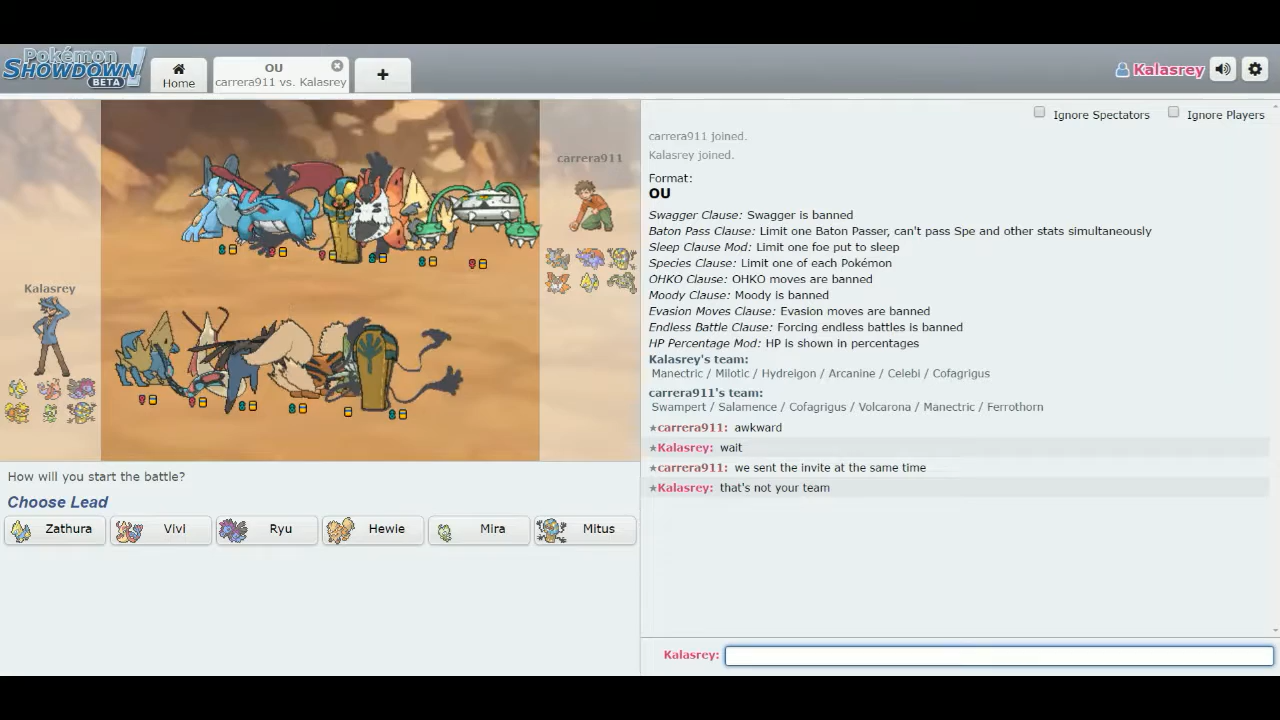 Pokémon
SHOWDOWN!
BETA
Home
OU
carrera911 vs. Kalasrey
+
Kalasrey
Ignore Spectators
Ignore Players
carrera911
Kalasrey
How will you start the battle?
Choose Lead
Zathura
Vivi
Ryu
Hewie
Mira
Mitus
carrera911 joined.
Kalasrey joined.
Format:
OU
Swagger Clause: Swagger is banned
Baton Pass Clause: Limit one Baton Passer, can't pass Spe and other stats simultaneously
Sleep Clause Mod: Limit one foe put to sleep
Species Clause: Limit one of each Pokémon
OHKO Clause: OHKO moves are banned
Moody Clause: Moody is banned
Evasion Moves Clause: Evasion moves are banned
Endless Battle Clause: Forcing endless battles is banned
HP Percentage Mod: HP is shown in percentages
Kalasrey's team:
Manectric / Milotic / Hydreigon / Arcanine / Celebi / Cofagrigus
carrera911's team:
Swampert / Salamence / Cofagrigus / Volcarona / Manectric / Ferrothorn
★carrera911: awkward
★Kalasrey: wait
★carrera911: we sent the invite at the same time
★Kalasrey: that's not your team
Kalasrey: